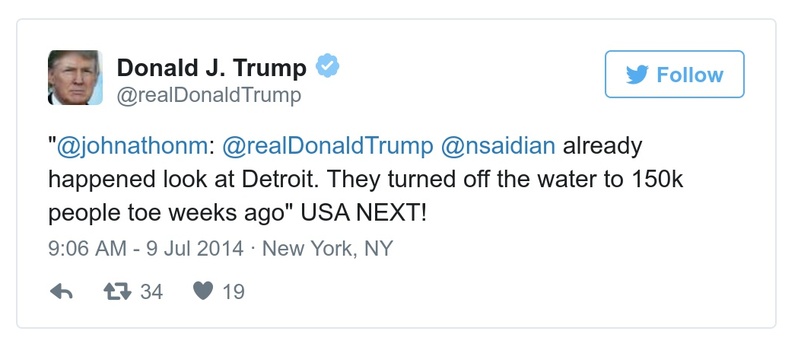 Donald J. Trump
@realDonaldTrump
Follow
"@johnathonm: @realDonaldTrump @nsaidian already
happened look at Detroit. They turned off the water to 150k
people toe weeks ago" USA NEXT!
9:06 AM - 9 Jul 2014 · New York, NY
34 19